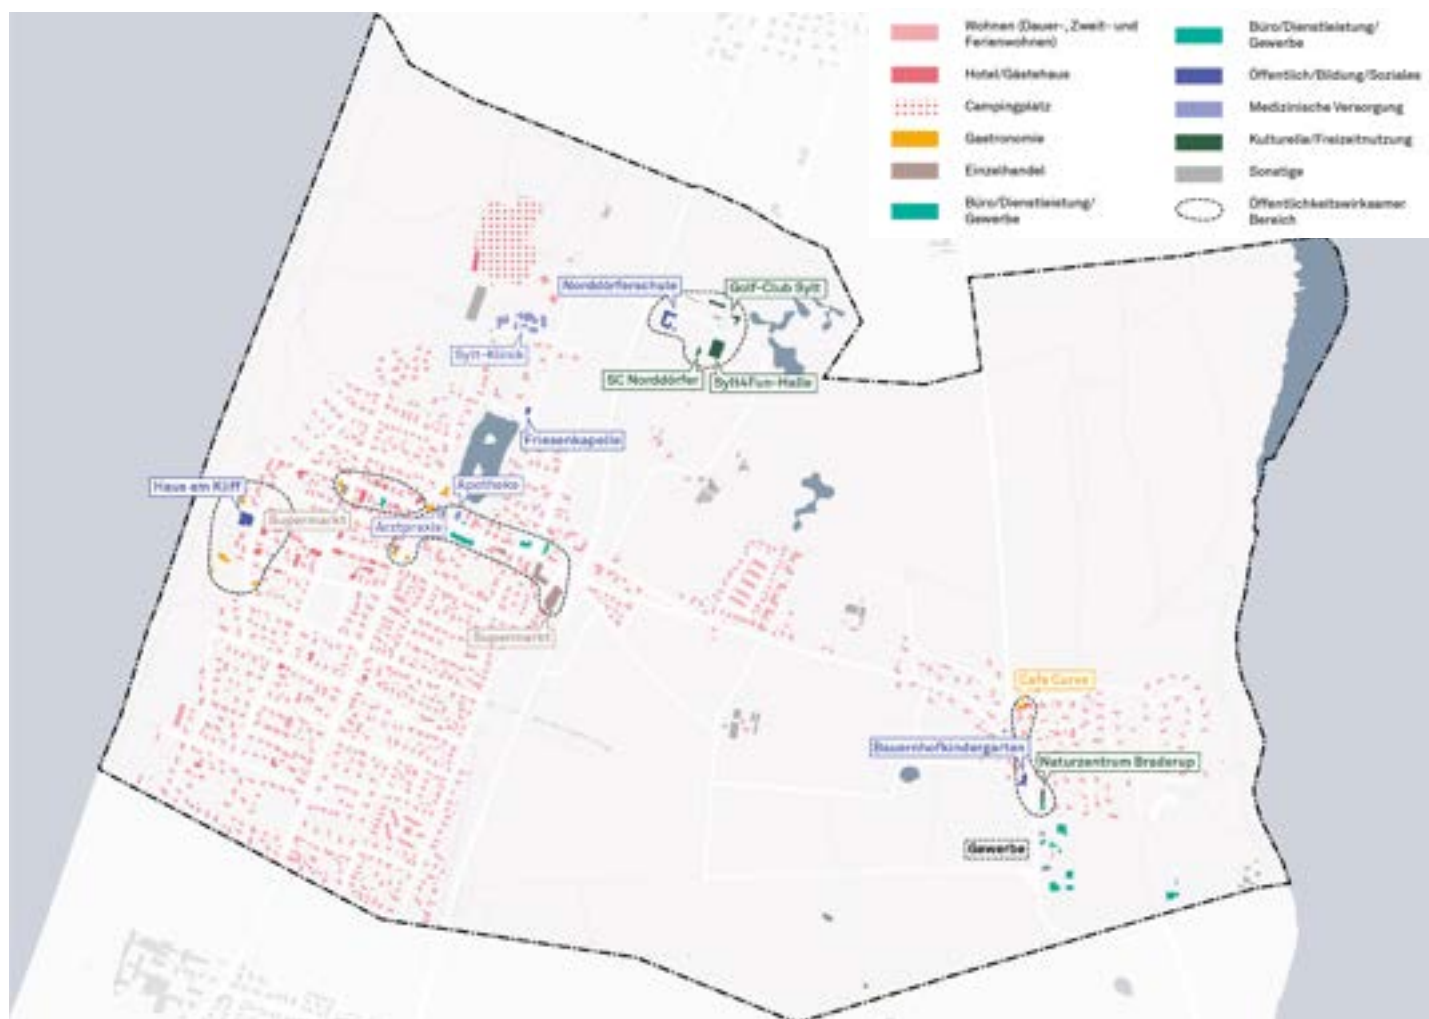 Wohnen (Dauer-, Zweit- und
Ferienwohnen)
Hotel/Gästehaus
Campingplatz
Gastronomie
Einzelhandel
Büro/Dienstleistung/
Gewerbe
Büro/Dienstleistung/
Gewerbe
Öffentlich/Bildung/Soziales
Medizinische Versorgung
Kulturelle/Freizeitnutzung
Sonstige
Öffentlichkeitswirksamer
Bereich
Norddörferschule
Golf-Club Sylt
Sylt-Klinik
SC Norddörfer
Sylt4Fun-Halle
Friesenkapelle
Haus am Kliff
Apotheke
Supermarkt
Arztpraxis
Supermarkt
Cafe Curve
Bauernhofkindergarten
Naturzentrum Braderup
Gewerbe